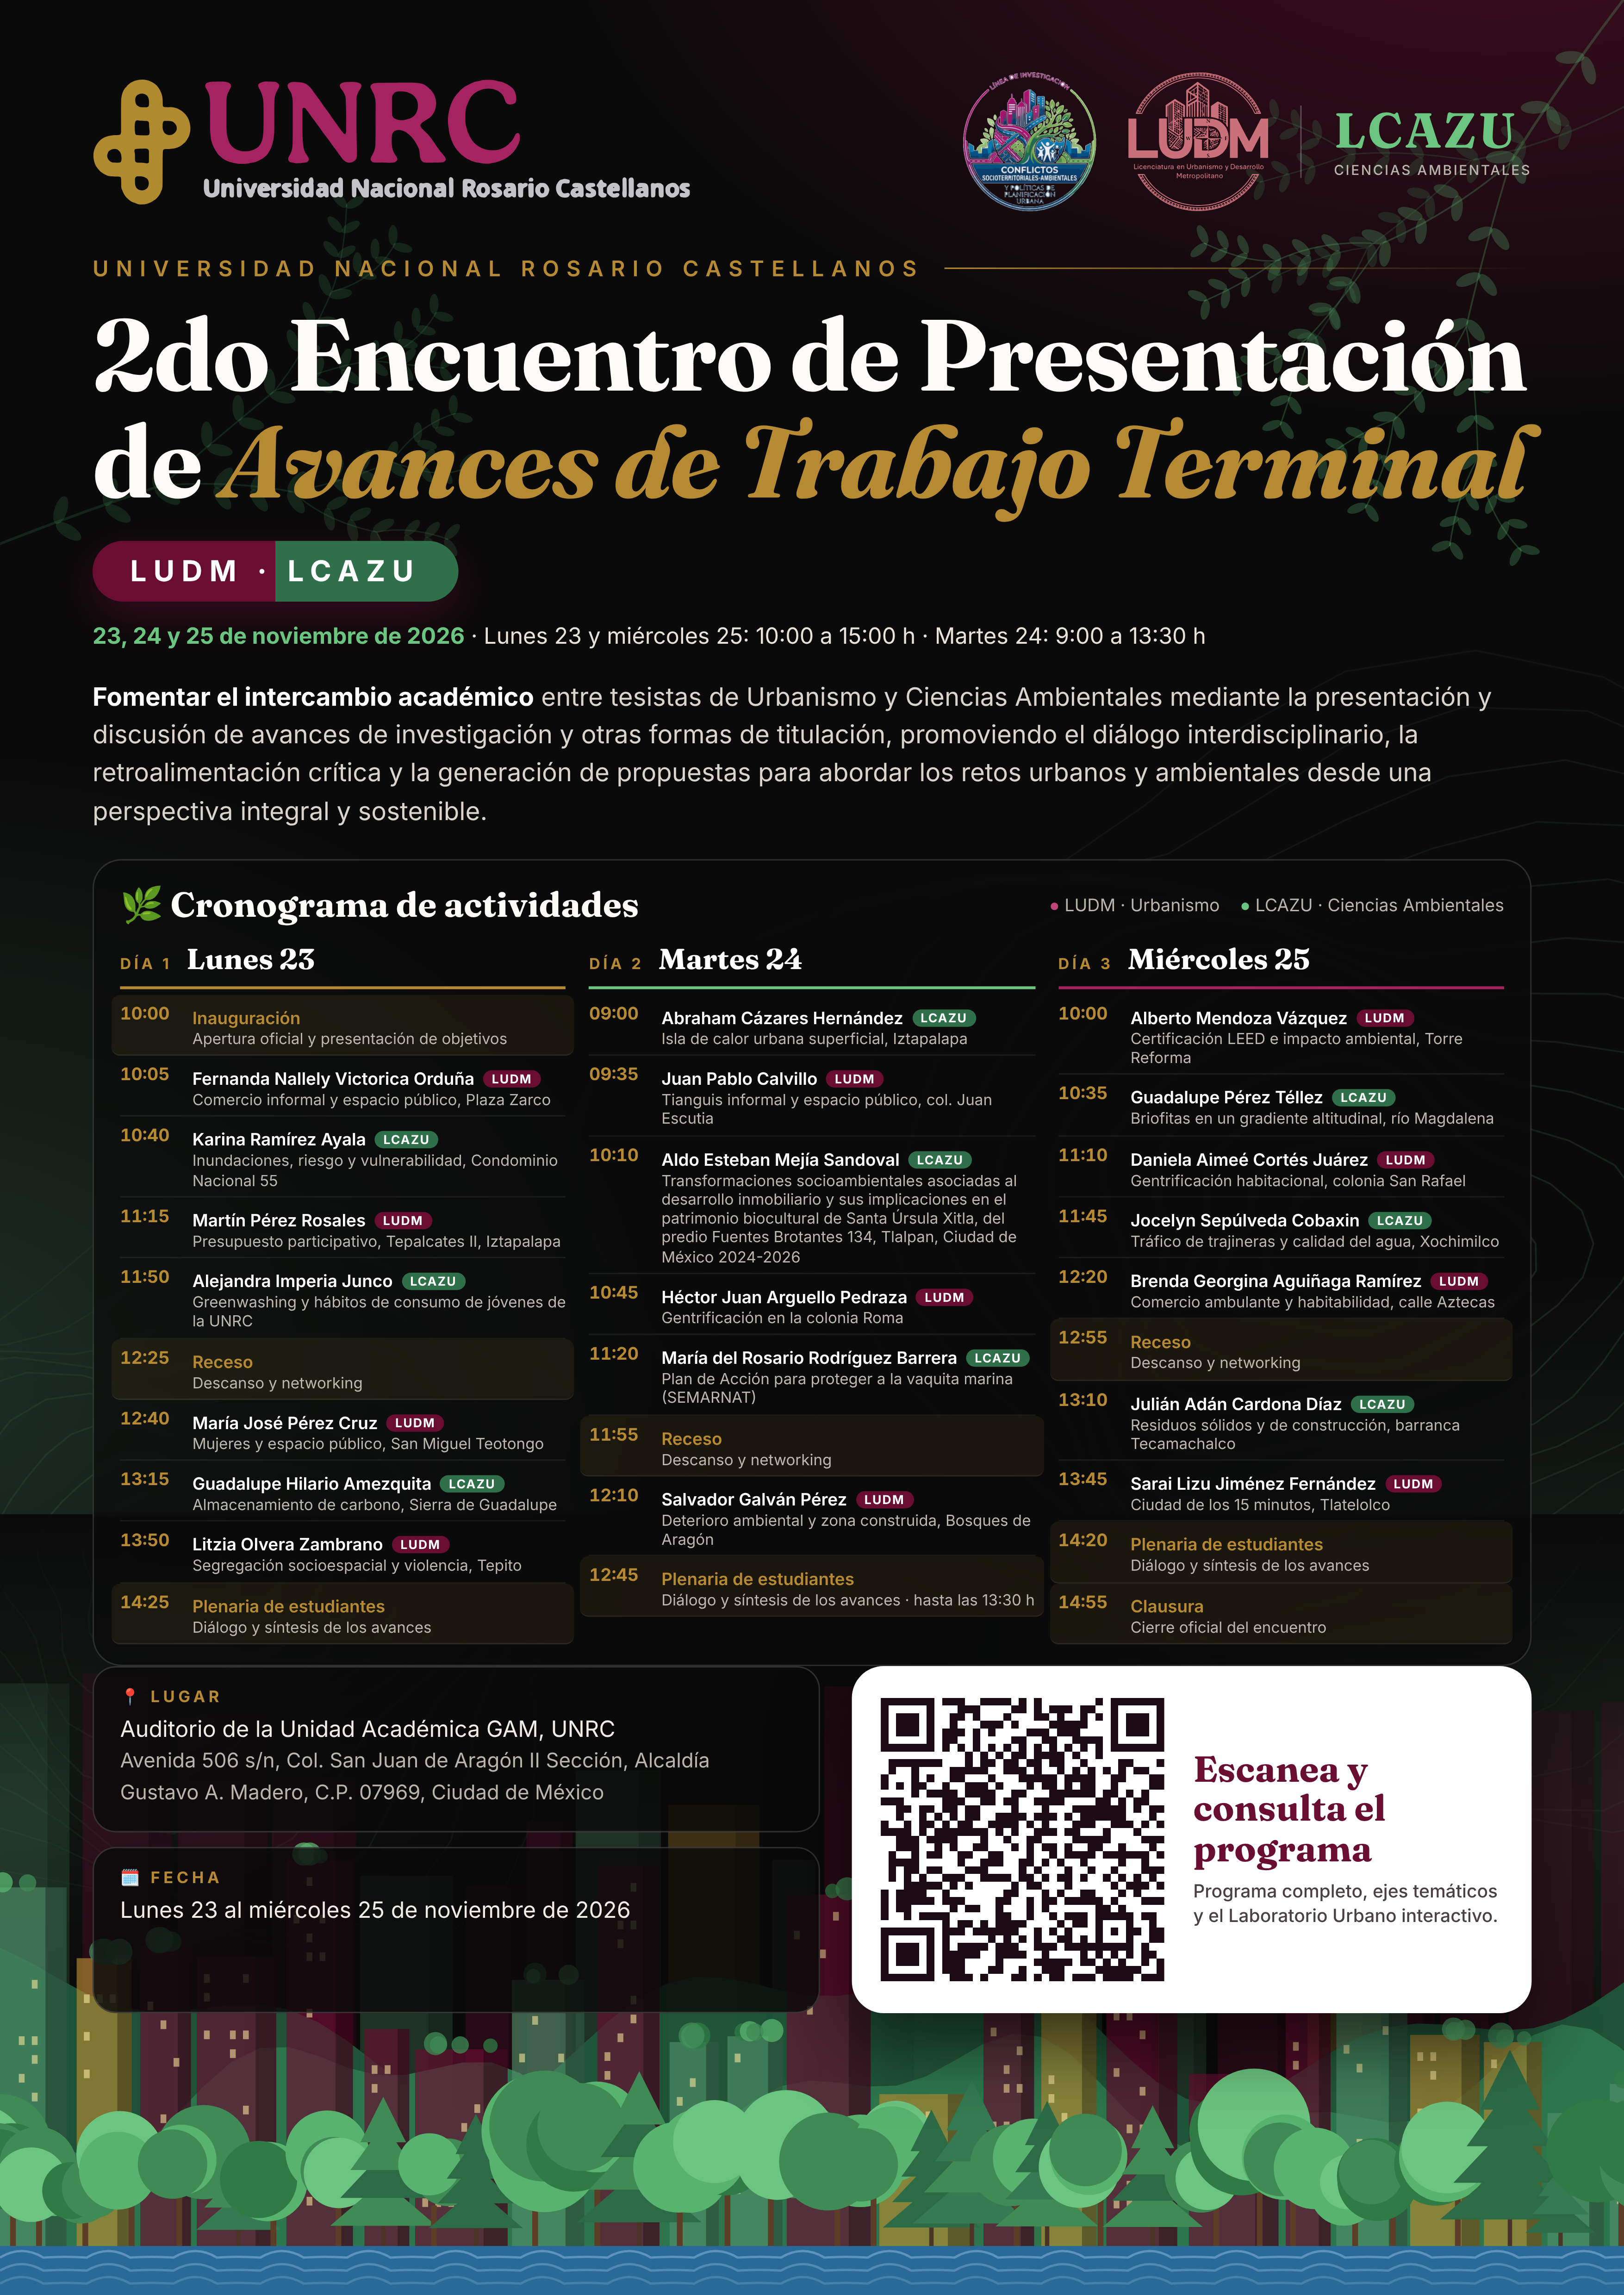 UNRC
Universidad Nacional Rosario Castellanos
LÍNEA DE INVESTIGACIÓN
CONFLICTOS
SOCIOTERRITORIALES-AMBIENTALES
Y POLÍTICAS DE
PLANIFICACIÓN
URBANA
LUDM
Licenciatura en Urbanismo y Desarrollo
Metropolitano
LCAZU
CIENCIAS AMBIENTALES
UNIVERSIDAD NACIONAL ROSARIO CASTELLANOS
2do Encuentro de Presentación
de Avances de Trabajo Terminal
LUDM · LCAZU
23, 24 y 25 de noviembre de 2026 · Lunes 23 y miércoles 25: 10:00 a 15:00 h · Martes 24: 9:00 a 13:30 h
Fomentar el intercambio académico entre tesistas de Urbanismo y Ciencias Ambientales mediante la presentación y
discusión de avances de investigación y otras formas de titulación, promoviendo el diálogo interdisciplinario, la
retroalimentación crítica y la generación de propuestas para abordar los retos urbanos y ambientales desde una
perspectiva integral y sostenible.
🌿 Cronograma de actividades
LUDM · Urbanismo
LCAZU · Ciencias Ambientales
DÍA 1 Lunes 23
10:00 Inauguración
Apertura oficial y presentación de objetivos
10:05 Fernanda Nallely Victorica Orduña LUDM
Comercio informal y espacio público, Plaza Zarco
10:40 Karina Ramírez Ayala LCAZU
Inundaciones, riesgo y vulnerabilidad, Condominio
Nacional 55
11:15 Martín Pérez Rosales LUDM
Presupuesto participativo, Tepalcates II, Iztapalapa
11:50 Alejandra Imperia Junco LCAZU
Greenwashing y hábitos de consumo de jóvenes de
la UNRC
12:25 Receso
Descanso y networking
12:40 María José Pérez Cruz LUDM
Mujeres y espacio público, San Miguel Teotongo
13:15 Guadalupe Hilario Amezquita LCAZU
Almacenamiento de carbono, Sierra de Guadalupe
13:50 Litzia Olvera Zambrano LUDM
Segregación socioespacial y violencia, Tepito
14:25 Plenaria de estudiantes
Diálogo y síntesis de los avances
DÍA 2 Martes 24
09:00 Abraham Cázares Hernández LCAZU
Isla de calor urbana superficial, Iztapalapa
09:35 Juan Pablo Calvillo LUDM
Tianguis informal y espacio público, col. Juan
Escutia
10:10 Aldo Esteban Mejía Sandoval LCAZU
Transformaciones socioambientales asociadas al
desarrollo inmobiliario y sus implicaciones en el
patrimonio biocultural de Santa Úrsula Xitla, del
predio Fuentes Brotantes 134, Tlalpan, Ciudad de
México 2024-2026
10:45 Héctor Juan Arguello Pedraza LUDM
Gentrificación en la colonia Roma
11:20 María del Rosario Rodríguez Barrera LCAZU
Plan de Acción para proteger a la vaquita marina
(SEMARNAT)
11:55 Receso
Descanso y networking
12:10 Salvador Galván Pérez LUDM
Deterioro ambiental y zona construida, Bosques de
Aragón
12:45 Plenaria de estudiantes
Diálogo y síntesis de los avances · hasta las 13:30 h
DÍA 3 Miércoles 25
10:00 Alberto Mendoza Vázquez LUDM
Certificación LEED e impacto ambiental, Torre
Reforma
10:35 Guadalupe Pérez Téllez LCAZU
Briofitas en un gradiente altitudinal, río Magdalena
11:10 Daniela Aimeé Cortés Juárez LUDM
Gentrificación habitacional, colonia San Rafael
11:45 Jocelyn Sepúlveda Cobaxin LCAZU
Tráfico de trajineras y calidad del agua, Xochimilco
12:20 Brenda Georgina Aguiñaga Ramírez LUDM
Comercio ambulante y habitabilidad, calle Aztecas
12:55 Receso
Descanso y networking
13:10 Julián Adán Cardona Díaz LCAZU
Residuos sólidos y de construcción, barranca
Tecamachalco
13:45 Sarai Lizu Jiménez Fernández LUDM
Ciudad de los 15 minutos, Tlatelolco
14:20 Plenaria de estudiantes
Diálogo y síntesis de los avances
14:55 Clausura
Cierre oficial del encuentro
📍 LUGAR
Auditorio de la Unidad Académica GAM, UNRC
Avenida 506 s/n, Col. San Juan de Aragón II Sección, Alcaldía
Gustavo A. Madero, C.P. 07969, Ciudad de México
🗓️ FECHA
Lunes 23 al miércoles 25 de noviembre de 2026
Escanea y
consulta el
programa
Programa completo, ejes temáticos
y el Laboratorio Urbano interactivo.